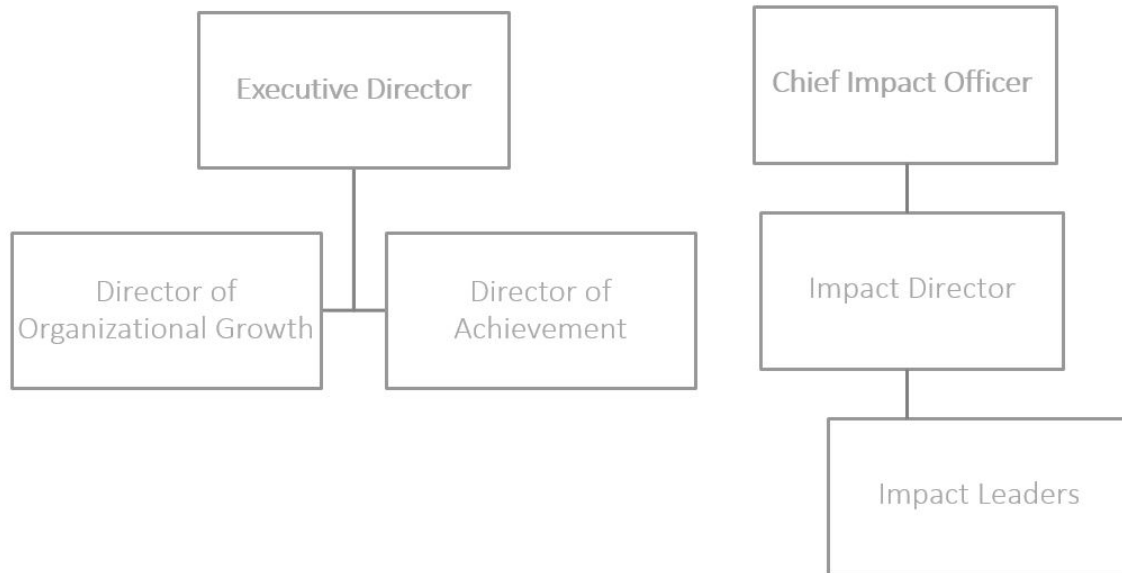 Executive Director
Chief Impact Officer
Director of
Organizational Growth
Director of
Achievement
Impact Director
Impact Leaders